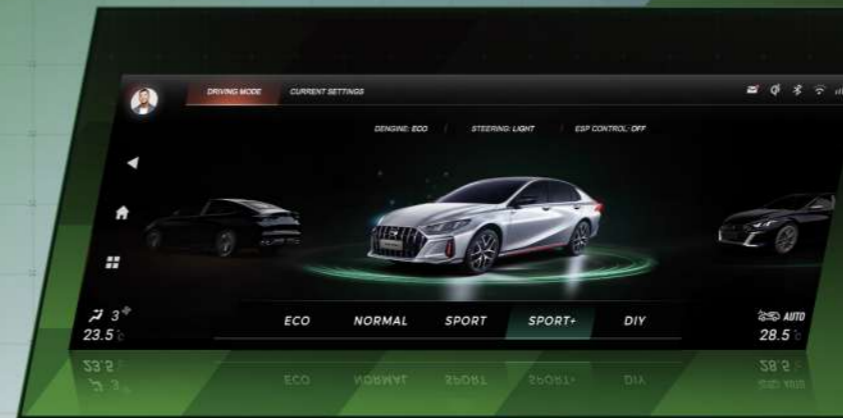 DRIVING MODE CURRENT SETTINGS
DENGINE: ECO STEERING: LIGHT ESP CONTROL: OFF
3
23.5
ECO NORMAL SPORT SPORT+ DIY
AUTO
28.5